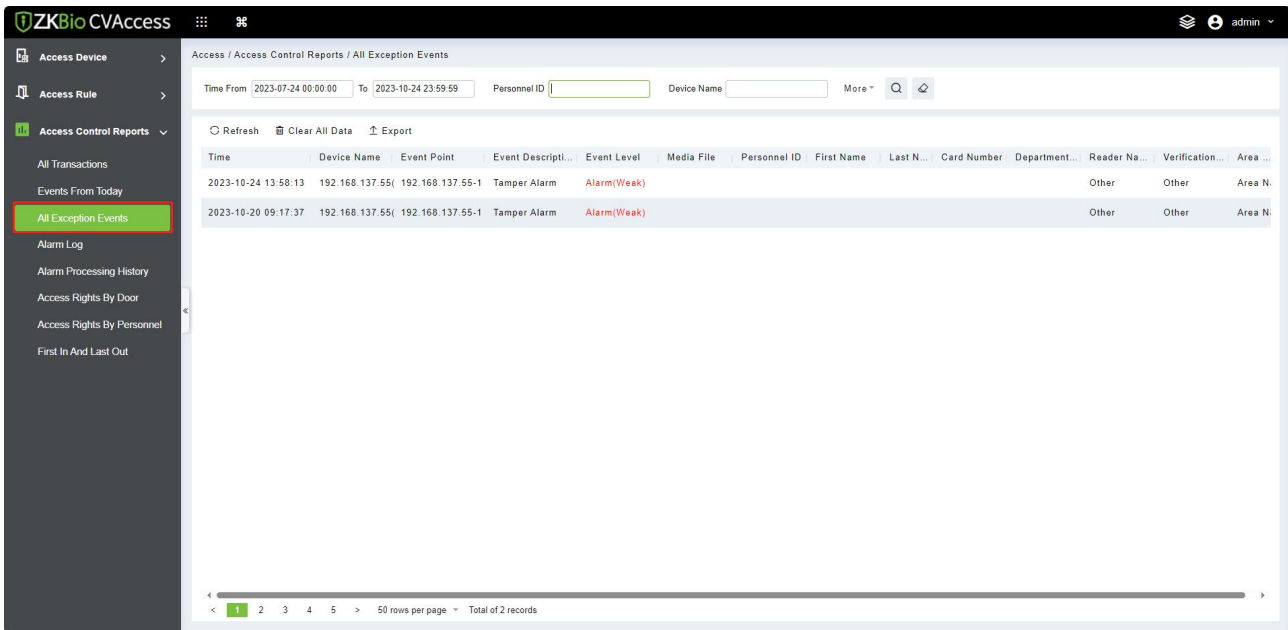 ZKBio CVAccess
admin
Access Device
Access Rule
Access Control Reports
All Transactions
Events From Today
All Exception Events
Alarm Log
Alarm Processing History
Access Rights By Door
Access Rights By Personnel
First In And Last Out
Access / Access Control Reports / All Exception Events
Time From 2023-07-24 00:00:00 To 2023-10-24 23:59:59 Personnel ID Device Name More
Refresh Clear All Data Export
Time Device Name Event Point Event Descripti... Event Level Media File Personnel ID First Name Last N... Card Number Department... Reader Na... Verification... Area ...
2023-10-24 13:58:13 192.168.137.55( 192.168.137.55-1 Tamper Alarm Alarm(Weak) Other Other Area N
2023-10-20 09:17:37 192.168.137.55( 192.168.137.55-1 Tamper Alarm Alarm(Weak) Other Other Area N
< 1 2 3 4 5 > 50 rows per page Total of 2 records